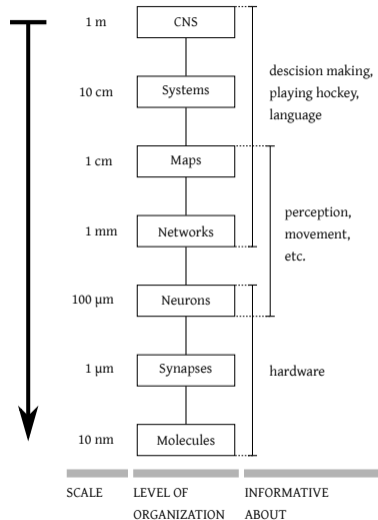 1 m
CNS
10 cm
Systems
descision making,
playing hockey,
language
1 cm
Maps
1 mm
Networks
perception,
movement,
etc.
100 µm
Neurons
1 µm
Synapses
hardware
10 nm
Molecules
SCALE
LEVEL OF
ORGANIZATION
INFORMATIVE
ABOUT